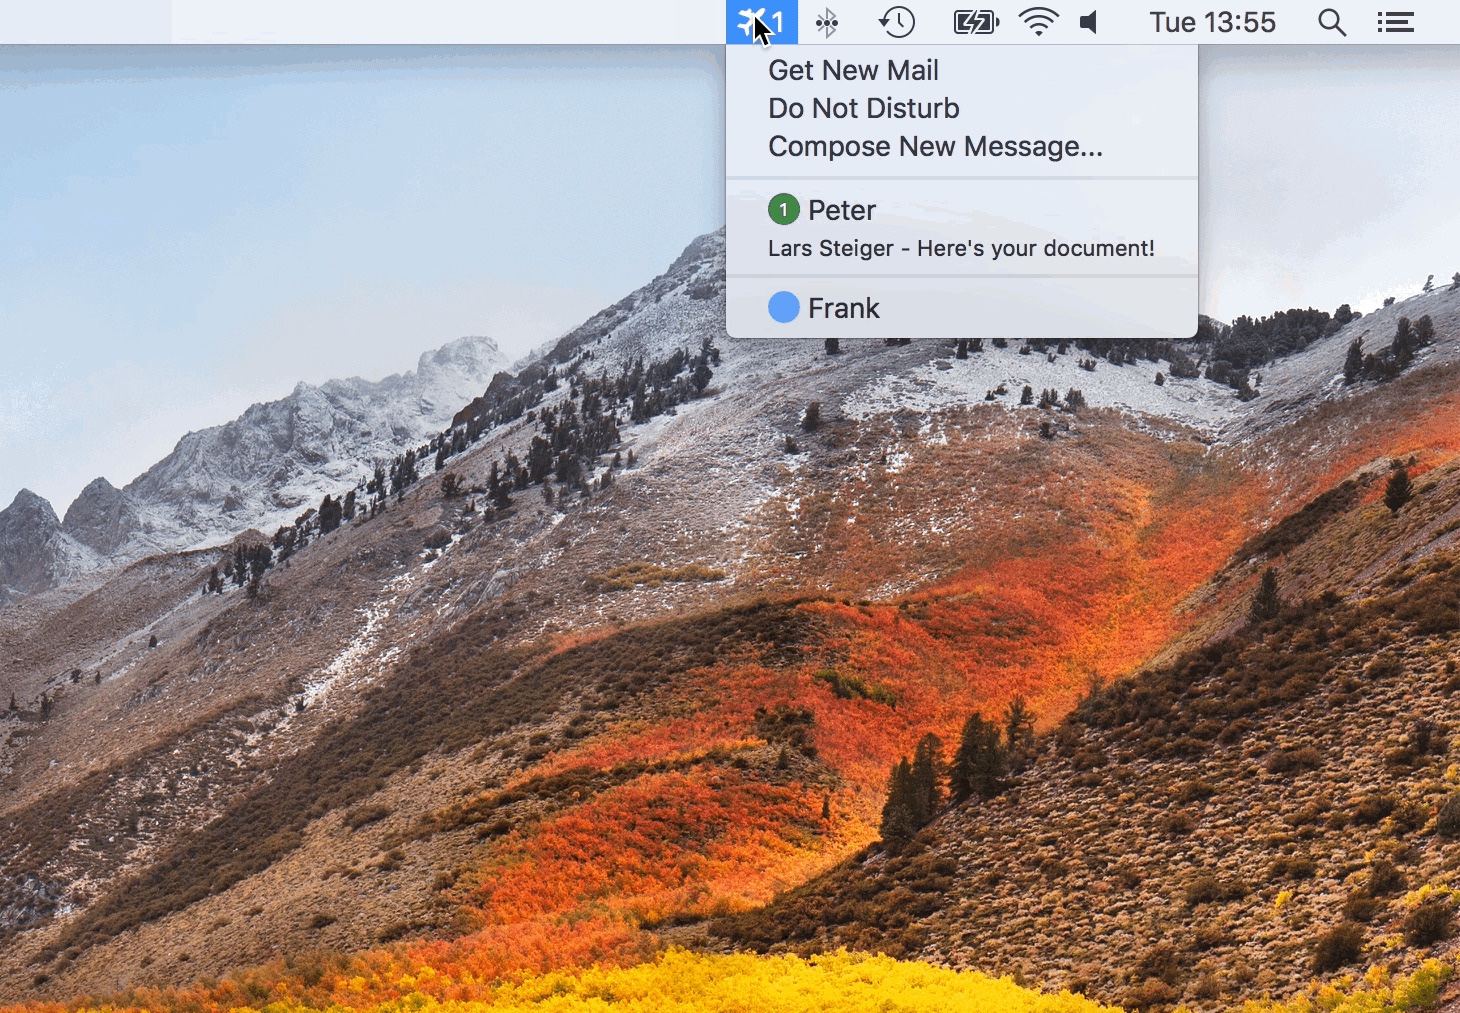 1 Tue 13:55
Get New Mail
Do Not Disturb
Compose New Message...
1 Peter
Lars Steiger - Here's your document!
Frank